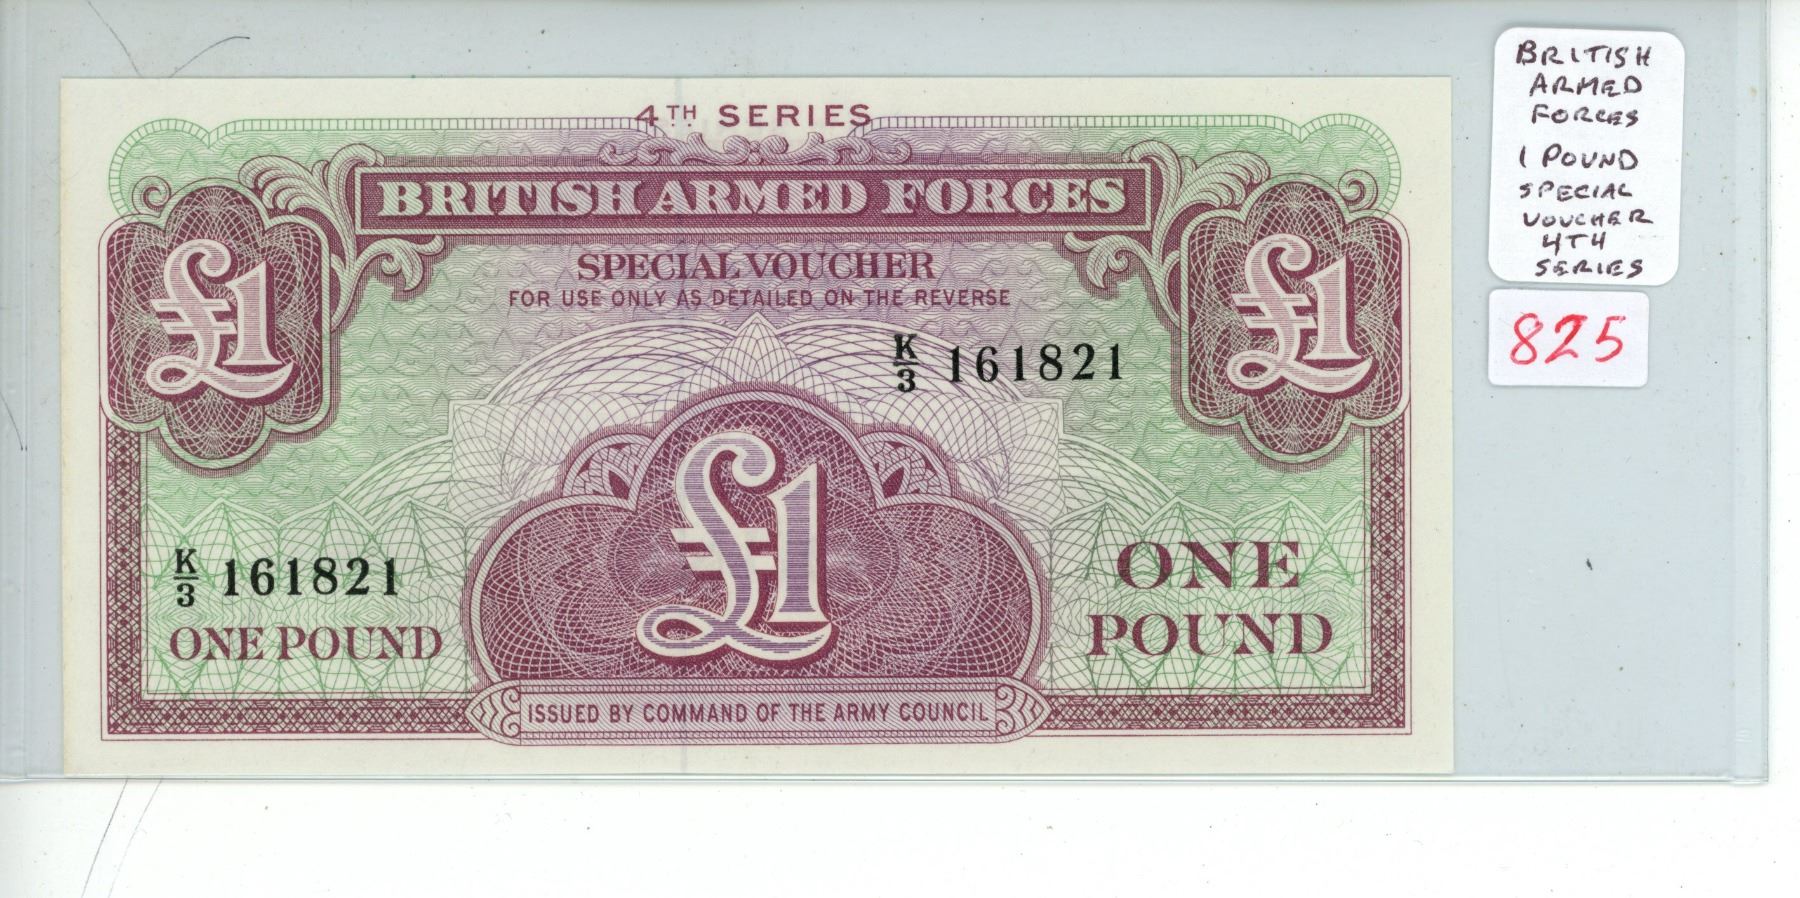 4TH SERIES
BRITISH ARMED FORCES
SPECIAL VOUCHER
FOR USE ONLY AS DETAILED ON THE REVERSE
£1
£1
K/3 161821
£1
K/3 161821
ONE POUND
ONE
POUND
ISSUED BY COMMAND OF THE ARMY COUNCIL
BRITISH
ARMED
FORCES
1 POUND
SPECIAL
VOUCHER
4TH
SERIES
825